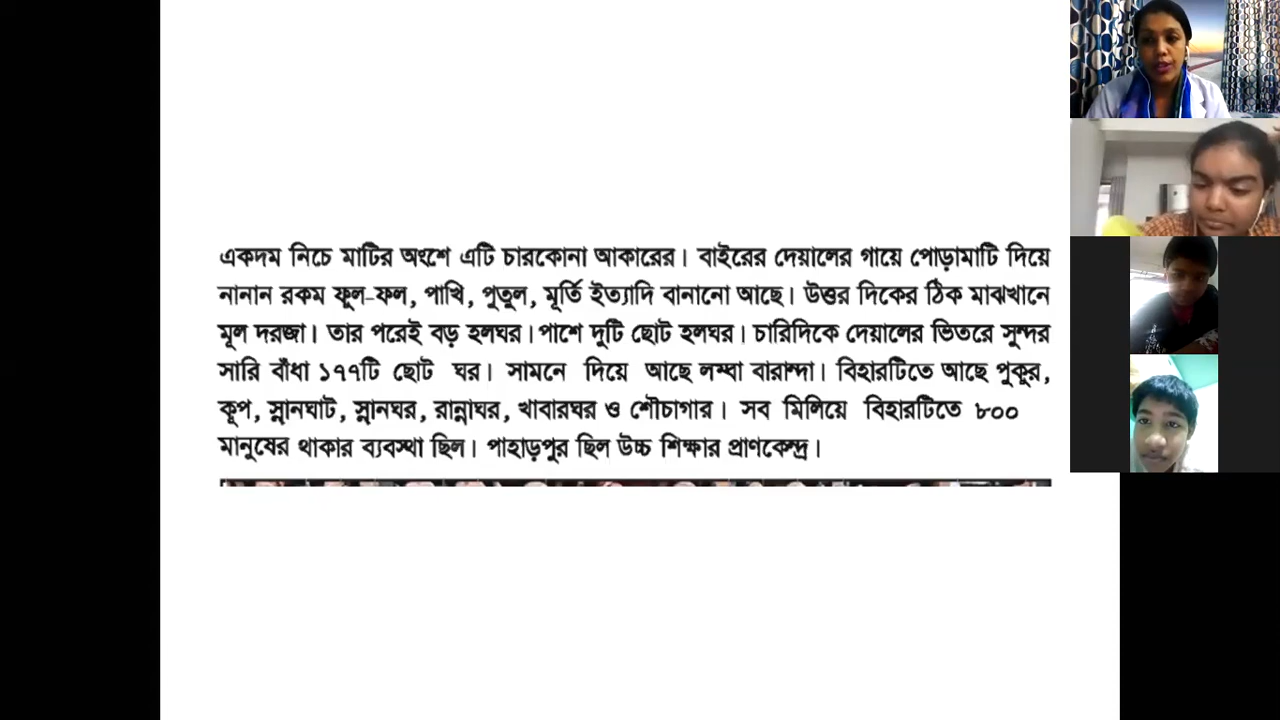 একদম নিচে মাটির অংশে এটি চারকোনা আকারের। বাইরের দেয়ালের গায়ে পোড়ামাটি দিয়ে
নানান রকম ফুল-ফল, পাখি, পুতুল, মূর্তি ইত্যাদি বানানো আছে। উত্তর দিকের ঠিক মাঝখানে
মূল দরজা। তার পরেই বড় হলঘর। পাশে দুটি ছোট হলঘর। চারিদিকে দেয়ালের ভিতরে সুন্দর
সারি বাঁধা ১৭৭টি ছোট ঘর। সামনে দিয়ে আছে লম্বা বারান্দা। বিহারটিতে আছে পুকুর,
কূপ, স্নানঘাট, স্নানঘর, রান্নাঘর, খাবারঘর ও শৌচাগার। সব মিলিয়ে বিহারটিতে ৮০০
মানুষের থাকার ব্যবস্থা ছিল। পাহাড়পুর ছিল উচ্চ শিক্ষার প্রাণকেন্দ্র।